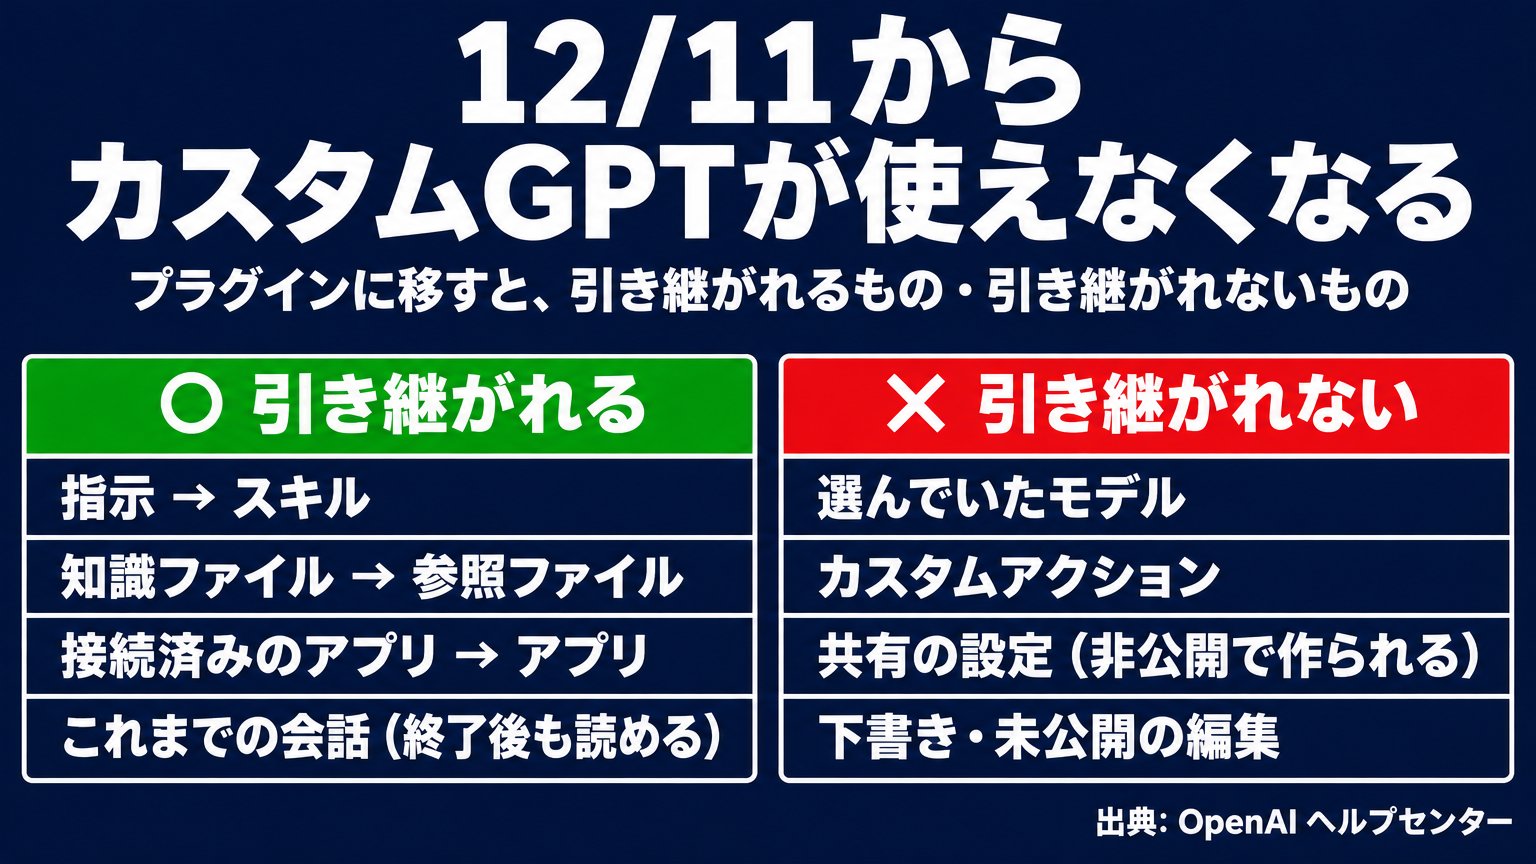 12/11から
カスタムGPTが使えなくなる
プラグインに移すと、引き継がれるもの・引き継がれないもの
○ 引き継がれる
指示 → スキル
知識ファイル → 参照ファイル
接続済みのアプリ → アプリ
これまでの会話（終了後も読める）
× 引き継がれない
選んでいたモデル
カスタムアクション
共有の設定（非公開で作られる）
下書き・未公開の編集
出典: OpenAI ヘルプセンター